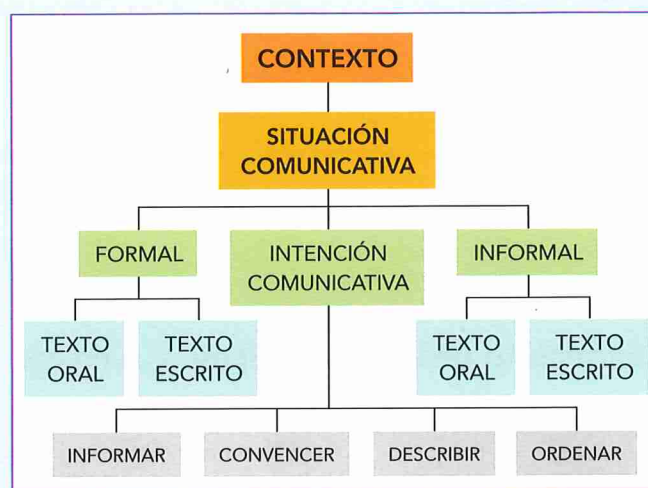 CONTEXTO
SITUACIÓN
COMUNICATIVA
FORMAL
INTENCIÓN
COMUNICATIVA
INFORMAL
TEXTO
ORAL
TEXTO
ESCRITO
TEXTO
ORAL
TEXTO
ESCRITO
INFORMAR
CONVENCER
DESCRIBIR
ORDENAR